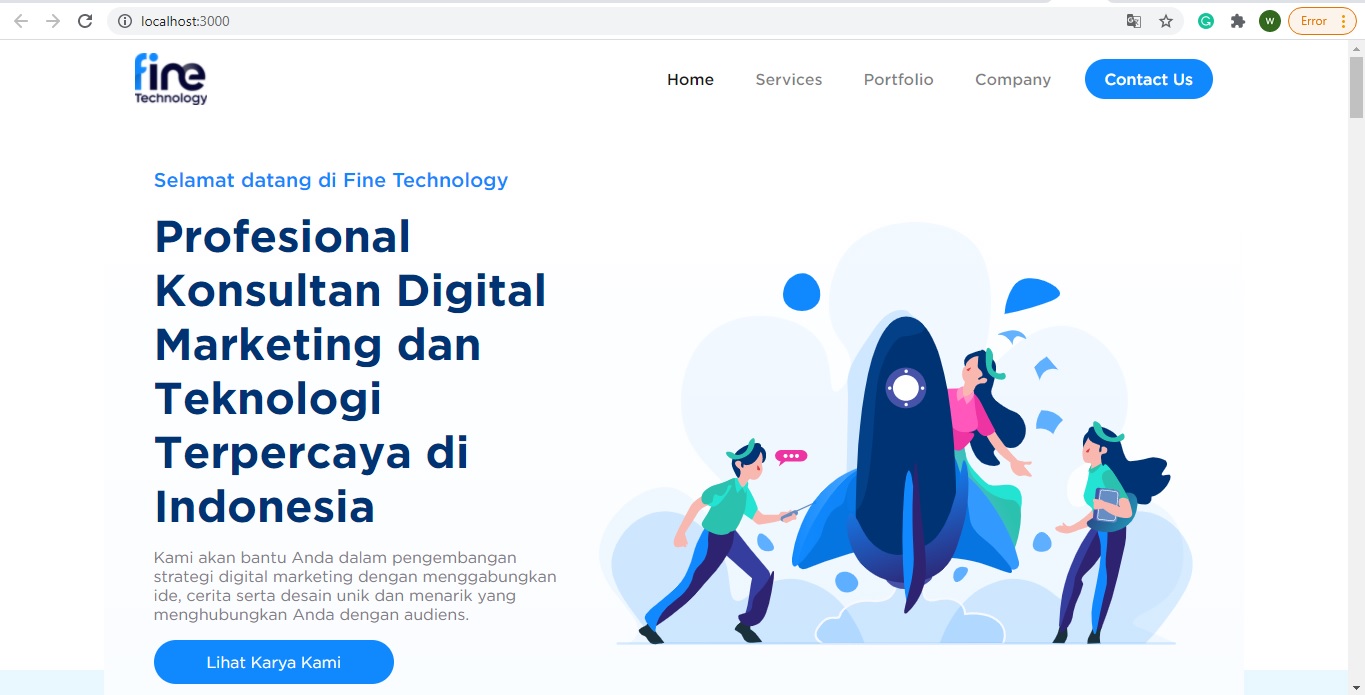 localhost:3000
W
Error
fine
Technology
Home
Services
Portfolio
Company
Contact Us
Selamat datang di Fine Technology
Profesional
Konsultan Digital
Marketing dan
Teknologi
Terpercaya di
Indonesia
Kami akan bantu Anda dalam pengembangan
strategi digital marketing dengan menggabungkan
ide, cerita serta desain unik dan menarik yang
menghubungkan Anda dengan audiens.
Lihat Karya Kami